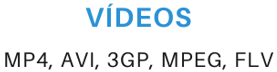 VÍDEOS
MP4, AVI, 3GP, MPEG, FLV